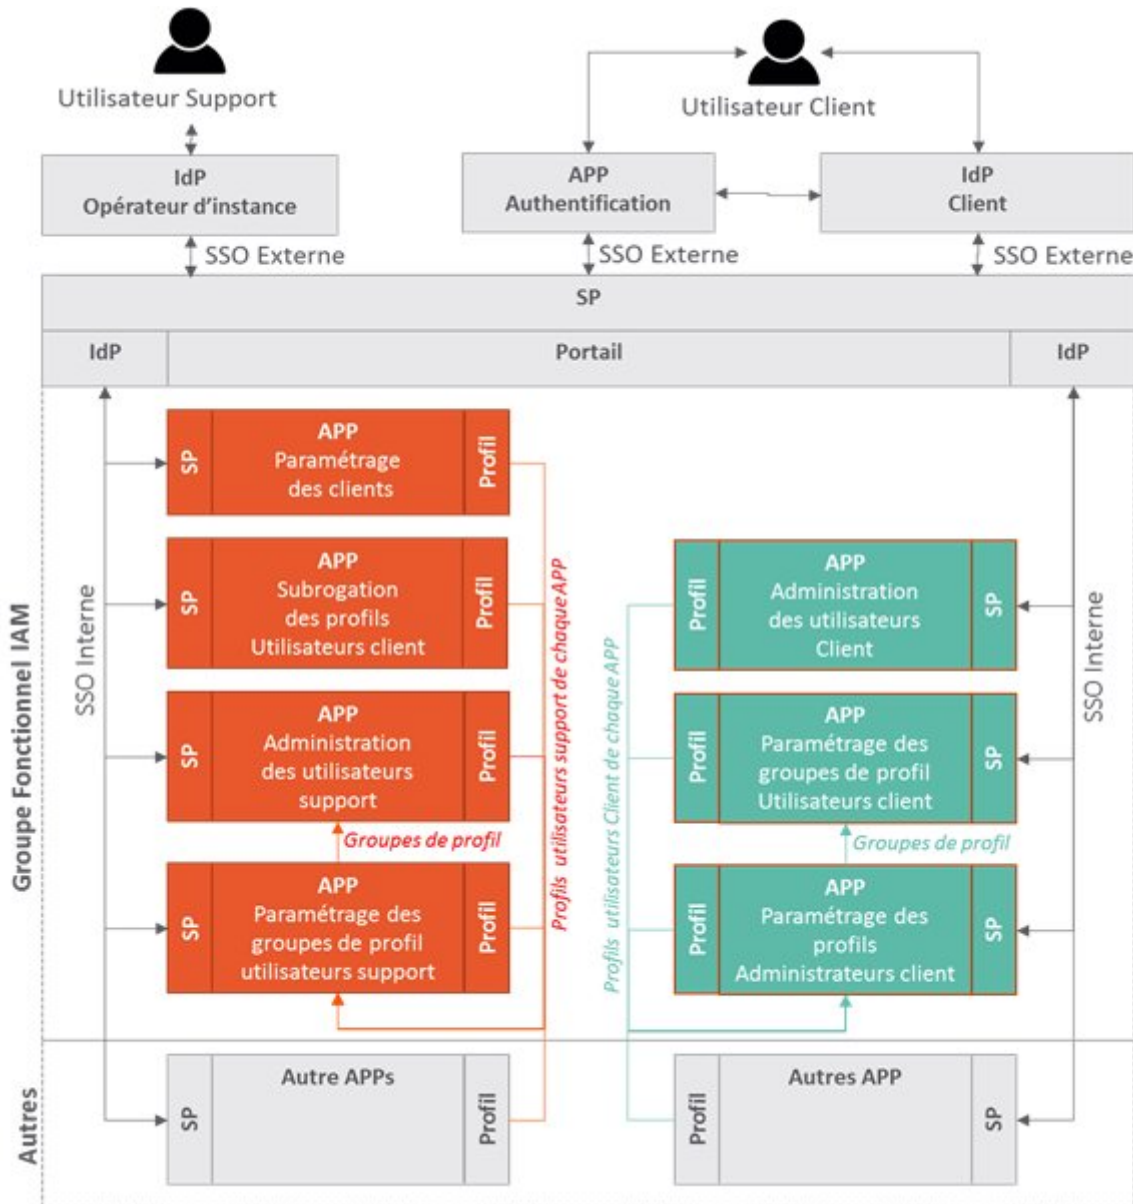 Utilisateur Support
Utilisateur Client
IdP
Opérateur d'instance
APP
Authentification
IdP
Client
SSO Externe
SSO Externe
SSO Externe
SP
IdP
Portail
IdP
Groupe Fonctionnel IAM
SSO Interne
SP
APP
Paramétrage
des clients
Profil
SP
APP
Subrogation
des profils
Utilisateurs client
Profil
SP
APP
Administration
des utilisateurs
support
Profil
Groupes de profil
SP
APP
Paramétrage des
groupes de profil
utilisateurs support
Profil
Profils utilisateurs support de chaque APP
Profils utilisateurs Client de chaque APP
Profil
APP
Administration
des utilisateurs
Client
SP
Profil
APP
Paramétrage des
groupes de profil
Utilisateurs client
SP
Groupes de profil
Profil
APP
Paramétrage des
profils
Administrateurs client
SP
SSO Interne
Autres
SP
Autre APPs
Profil
Profil
Autres APP
SP